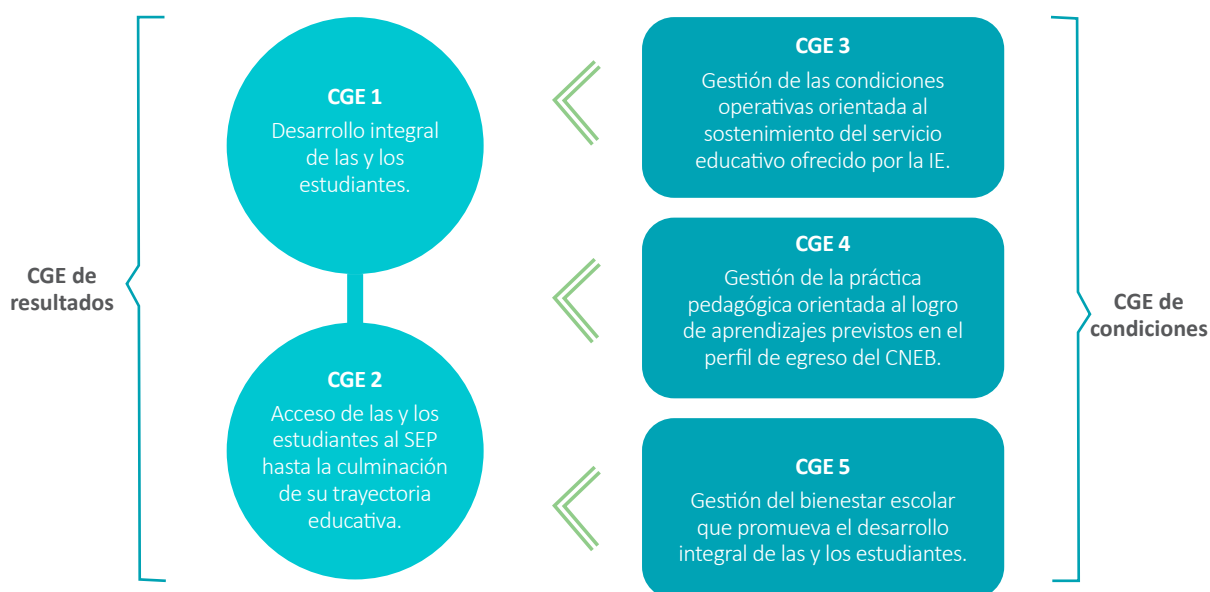 CGE de
resultados
CGE 1
Desarrollo integral
de las y los
estudiantes.
CGE 2
Acceso de las y los
estudiantes al SEP
hasta la culminación
de su trayectoria
educativa.
CGE 3
Gestión de las condiciones
operativas orientada al
sostenimiento del servicio
educativo ofrecido por la IE.
CGE 4
Gestión de la práctica
pedagógica orientada al logro
de aprendizajes previstos en el
perfil de egreso del CNEB.
CGE 5
Gestión del bienestar escolar
que promueva el desarrollo
integral de las y los estudiantes.
CGE de
condiciones